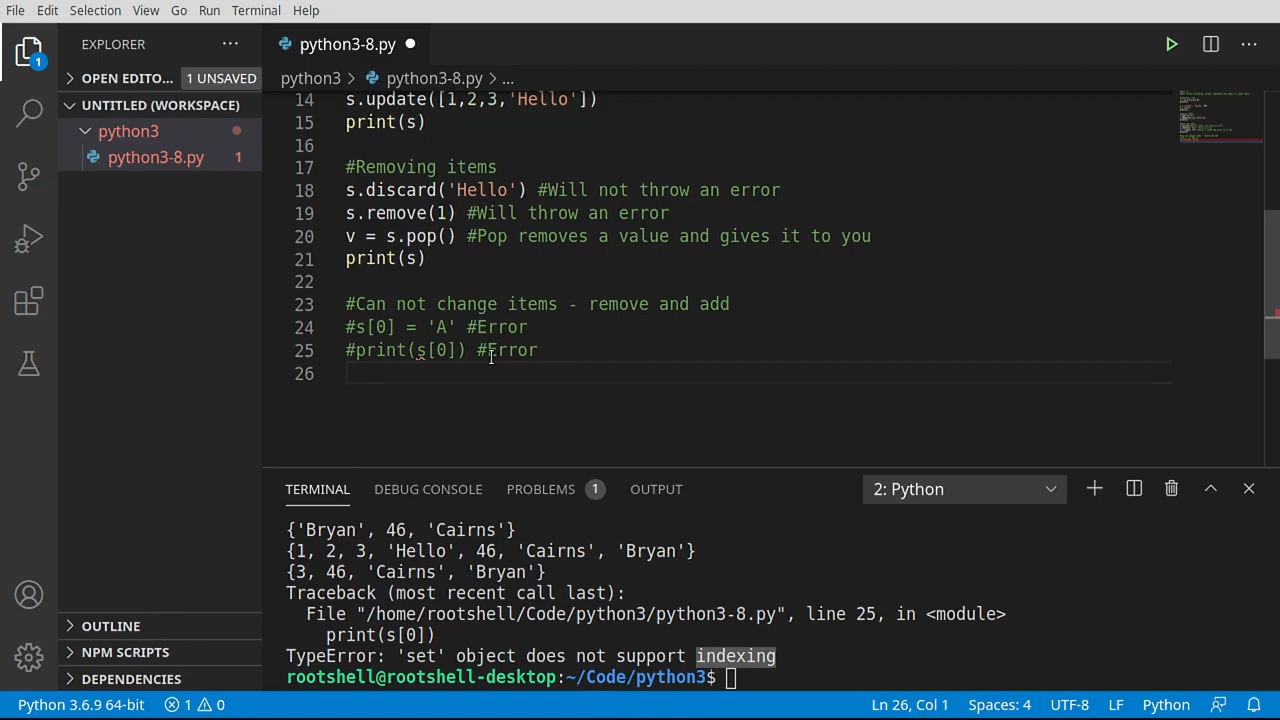 File Edit Selection View Go Run Terminal Help
EXPLORER ...
python3-8.py
1
OPEN EDITO... 1 UNSAVED
python3 > python3-8.py > ...
UNTITLED (WORKSPACE)
python3
python3-8.py 1
14 s.update([1,2,3,'Hello'])
15 print(s)
16
17 #Removing items
18 s.discard('Hello') #Will not throw an error
19 s.remove(1) #Will throw an error
20 v = s.pop() #Pop removes a value and gives it to you
21 print(s)
22
23 #Can not change items - remove and add
24 #s[0] = 'A' #Error
25 #print(s[0]) #Error
26
TERMINAL DEBUG CONSOLE PROBLEMS 1 OUTPUT 2: Python
{'Bryan', 46, 'Cairns'}
{1, 2, 3, 'Hello', 46, 'Cairns', 'Bryan'}
{3, 46, 'Cairns', 'Bryan'}
Traceback (most recent call last):
File "/home/rootshell/Code/python3/python3-8.py", line 25, in <module>
print(s[0])
TypeError: 'set' object does not support indexing
rootshell@rootshell-desktop:~/Code/python3$
OUTLINE
NPM SCRIPTS
DEPENDENCIES
Python 3.6.9 64-bit 1 0 Ln 26, Col 1 Spaces: 4 UTF-8 LF Python